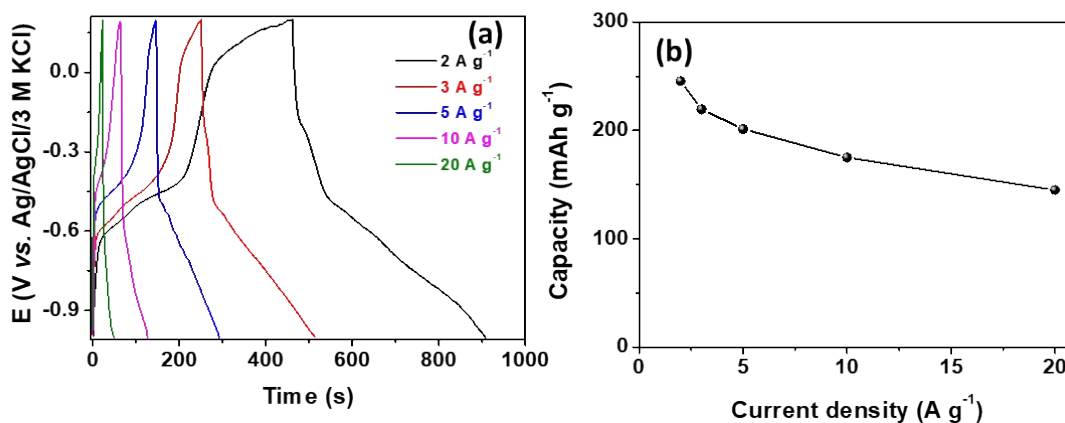 (a)
2 A g⁻¹
3 A g⁻¹
5 A g⁻¹
10 A g⁻¹
20 A g⁻¹
0.0
-0.3
-0.6
-0.9
E (V vs. Ag/AgCl/3 M KCl)
0 200 400 600 800 1000
Time (s)
(b)
300
200
100
0
Capacity (mAh g⁻¹)
0 5 10 15 20
Current density (A g⁻¹)